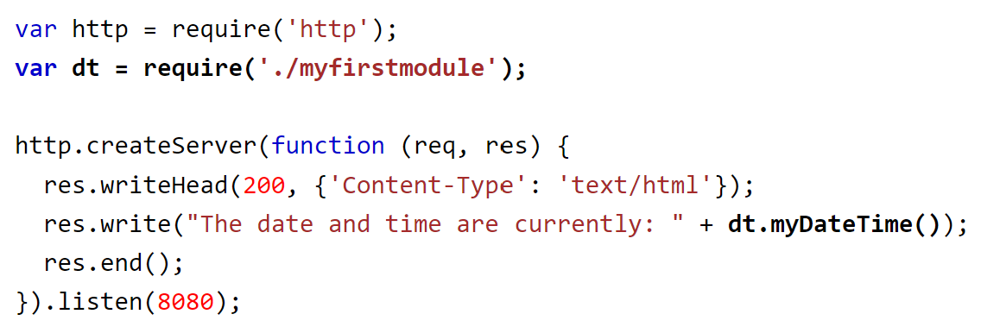 var http = require('http');
var dt = require('./myfirstmodule');
http.createServer(function (req, res) {
  res.writeHead(200, {'Content-Type': 'text/html'});
  res.write("The date and time are currently: " + dt.myDateTime());
  res.end();
}).listen(8080);